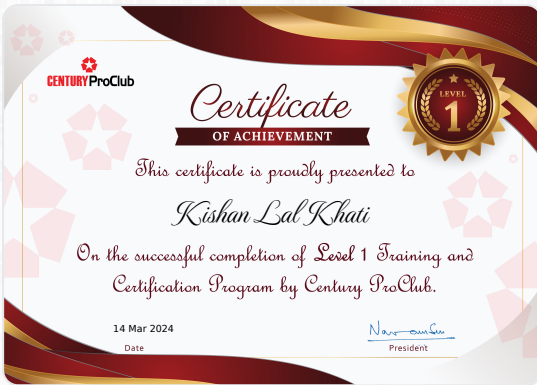 CENTURY ProClub
Certificate
OF ACHIEVEMENT
LEVEL
1
This certificate is proudly presented to
Kishan Lal Khati
On the successful completion of Level 1 Training and
Certification Program by Century ProClub.
14 Mar 2024
Date
President